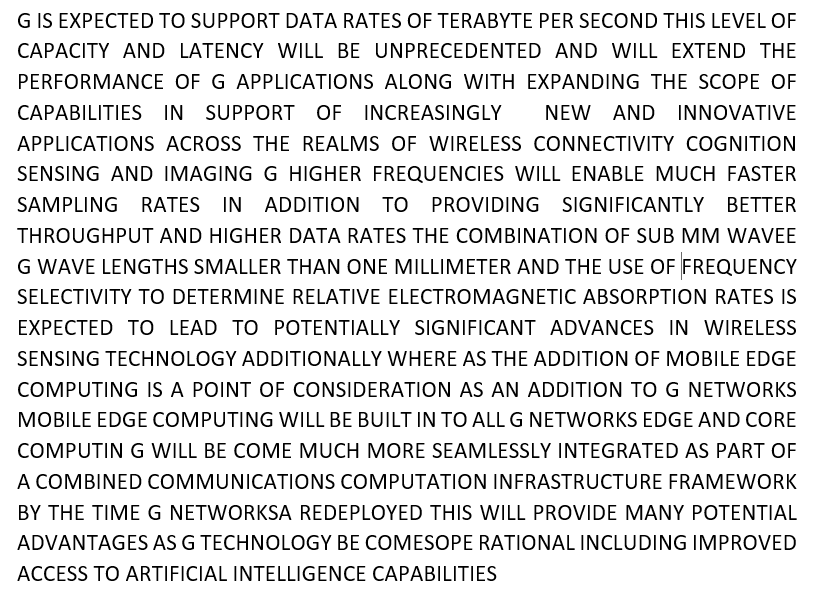 G IS EXPECTED TO SUPPORT DATA RATES OF TERABYTE PER SECOND THIS LEVEL OF
CAPACITY AND LATENCY WILL BE UNPRECEDENTED AND WILL EXTEND THE
PERFORMANCE OF G APPLICATIONS ALONG WITH EXPANDING THE SCOPE OF
CAPABILITIES IN SUPPORT OF INCREASINGLY NEW AND INNOVATIVE
APPLICATIONS ACROSS THE REALMS OF WIRELESS CONNECTIVITY COGNITION
SENSING AND IMAGING G HIGHER FREQUENCIES WILL ENABLE MUCH FASTER
SAMPLING RATES IN ADDITION TO PROVIDING SIGNIFICANTLY BETTER
THROUGHPUT AND HIGHER DATA RATES THE COMBINATION OF SUB MM WAVEE
G WAVE LENGTHS SMALLER THAN ONE MILLIMETER AND THE USE OF FREQUENCY
SELECTIVITY TO DETERMINE RELATIVE ELECTROMAGNETIC ABSORPTION RATES IS
EXPECTED TO LEAD TO POTENTIALLY SIGNIFICANT ADVANCES IN WIRELESS
SENSING TECHNOLOGY ADDITIONALLY WHERE AS THE ADDITION OF MOBILE EDGE
COMPUTING IS A POINT OF CONSIDERATION AS AN ADDITION TO G NETWORKS
MOBILE EDGE COMPUTING WILL BE BUILT IN TO ALL G NETWORKS EDGE AND CORE
COMPUTIN G WILL BE COME MUCH MORE SEAMLESSLY INTEGRATED AS PART OF
A COMBINED COMMUNICATIONS COMPUTATION INFRASTRUCTURE FRAMEWORK
BY THE TIME G NETWORKSA REDEPLOYED THIS WILL PROVIDE MANY POTENTIAL
ADVANTAGES AS G TECHNOLOGY BE COMESOPE RATIONAL INCLUDING IMPROVED
ACCESS TO ARTIFICIAL INTELLIGENCE CAPABILITIES